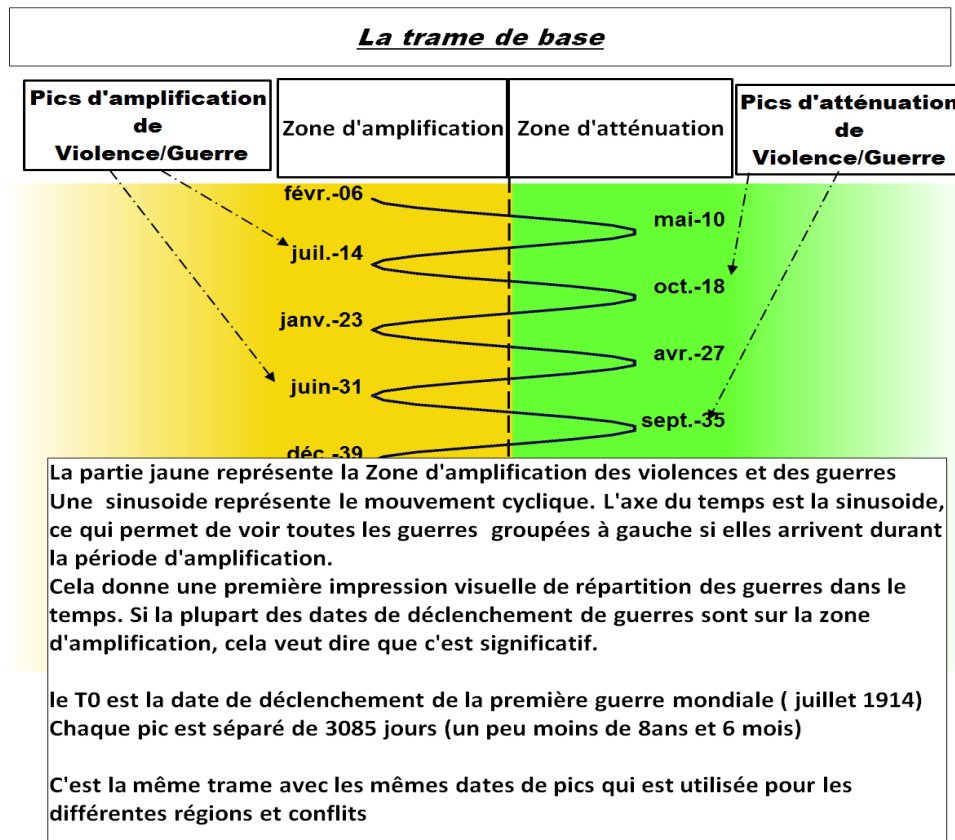 La trame de base
Pics d'amplification
de
Violence/Guerre
Zone d'amplification
Zone d'atténuation
Pics d'atténuation
de
Violence/Guerre
févr.-06
mai-10
juil.-14
oct.-18
janv.-23
avr.-27
juin-31
sept.-35
déc.-39
La partie jaune représente la Zone d'amplification des violences et des guerres
Une sinusoide représente le mouvement cyclique. L'axe du temps est la sinusoide,
ce qui permet de voir toutes les guerres groupées à gauche si elles arrivent durant
la période d'amplification.
Cela donne une première impression visuelle de répartition des guerres dans le
temps. Si la plupart des dates de déclenchement de guerres sont sur la zone
d'amplification, cela veut dire que c'est significatif.
le T0 est la date de déclenchement de la première guerre mondiale ( juillet 1914)
Chaque pic est séparé de 3085 jours (un peu moins de 8ans et 6 mois)
C'est la même trame avec les mêmes dates de pics qui est utilisée pour les
différentes régions et conflits